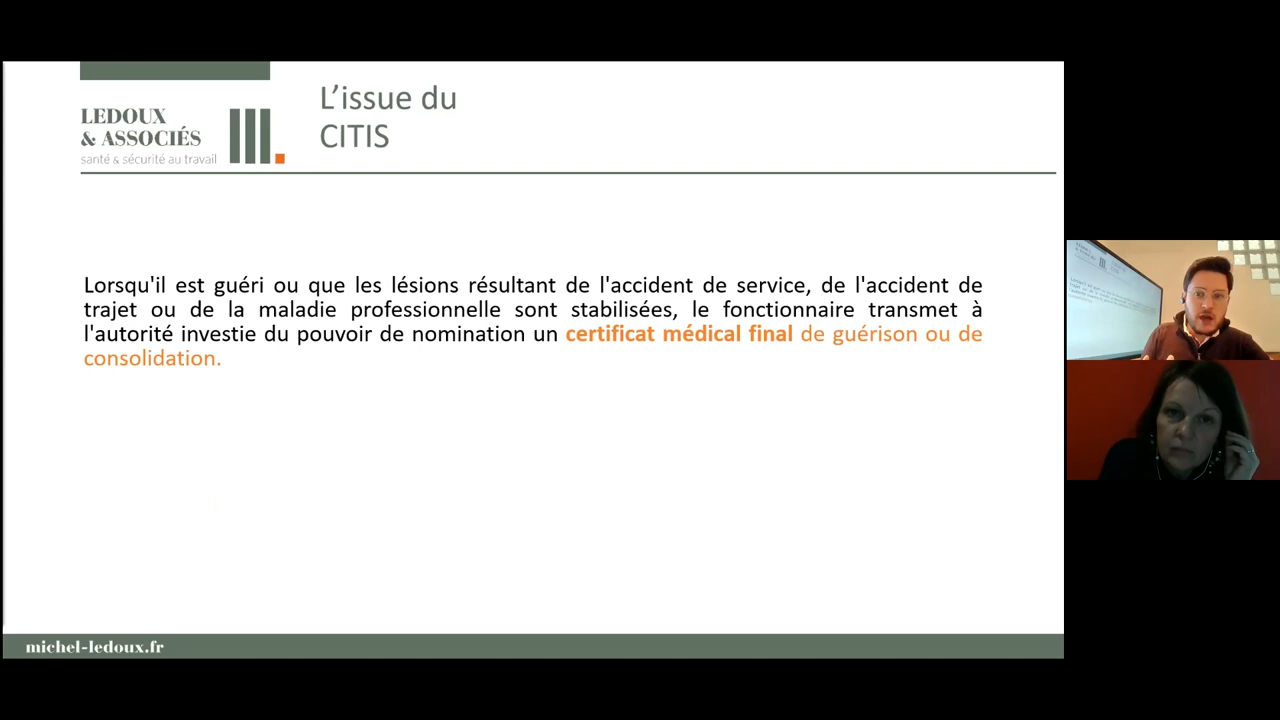 LEDOUX
& ASSOCIÉS
santé & sécurité au travail
L’issue du
CITIS
Lorsqu'il est guéri ou que les lésions résultant de l'accident de service, de l'accident de
trajet ou de la maladie professionnelle sont stabilisées, le fonctionnaire transmet à
l'autorité investie du pouvoir de nomination un certificat médical final de guérison ou de
consolidation.
michel-ledoux.fr